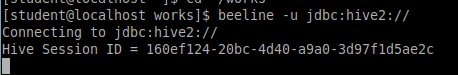 [student@localhost works]$ beeline -u jdbc:hive2://
Connecting to jdbc:hive2://
Hive Session ID = 160ef124-20bc-4d40-a9a0-3d97f1d5ae2c